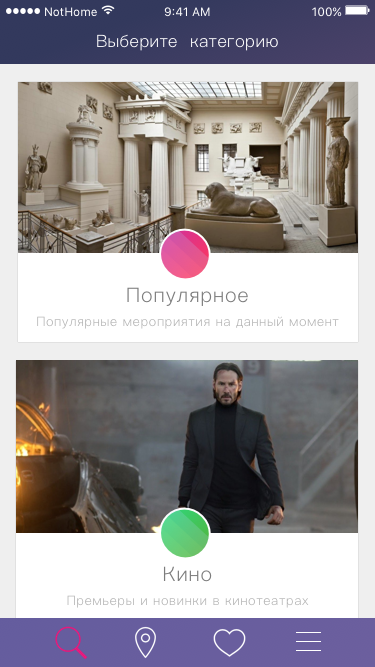 NotHome 9:41 AM 100%
Выберите категорию
Популярное
Популярные мероприятия на данный момент
Кино
Премьеры и новинки в кинотеатрах